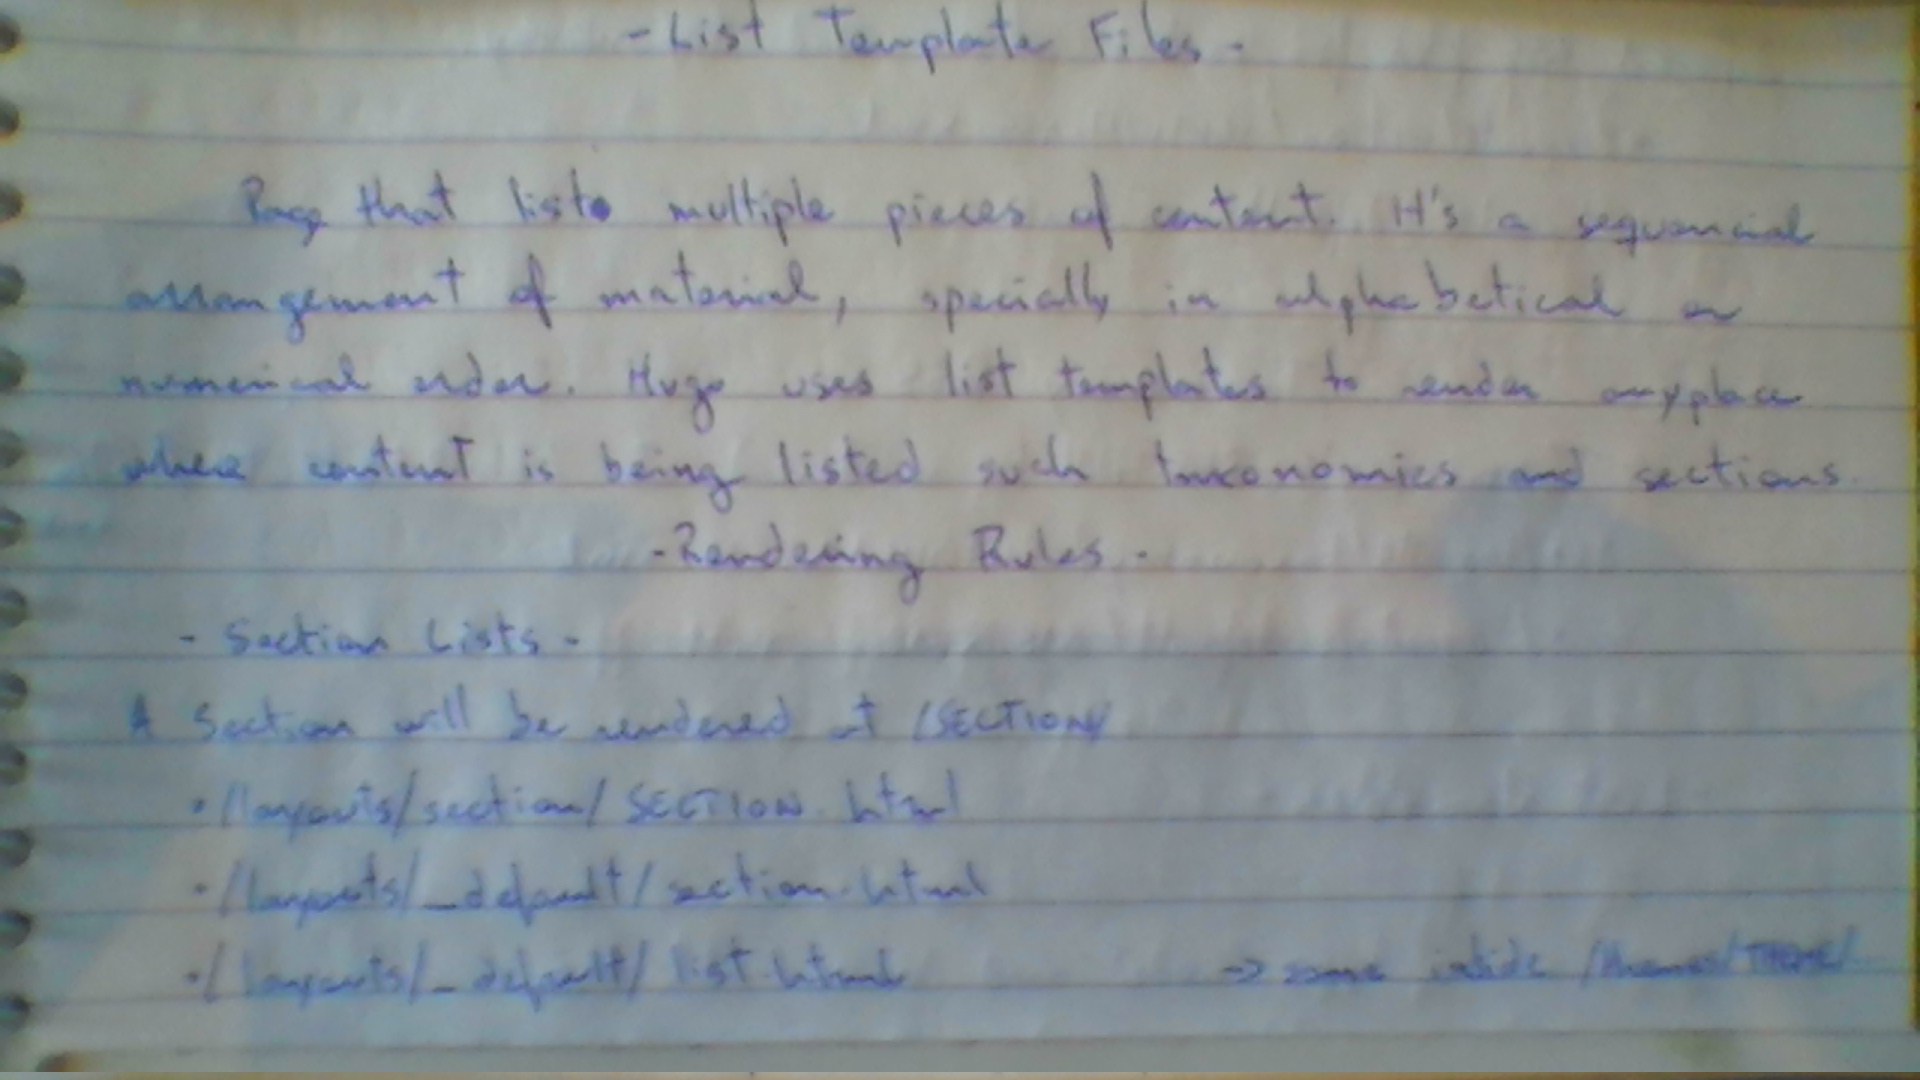 - List Template Files -
Page that lists multiple pieces of content. It's a sequencial
arrangement of material, specially in alphabetical or
numerical order. Hugo uses list templates to render anyplace
where content is being listed such taxonomies and sections.
- Rendering Rules -
- Section Lists -
A Section will be rendered at /SECTION/
• /layouts/section/SECTION.html
• /layouts/_default/section.html
• /layouts/_default/list.html → same inside /themes/THEME/